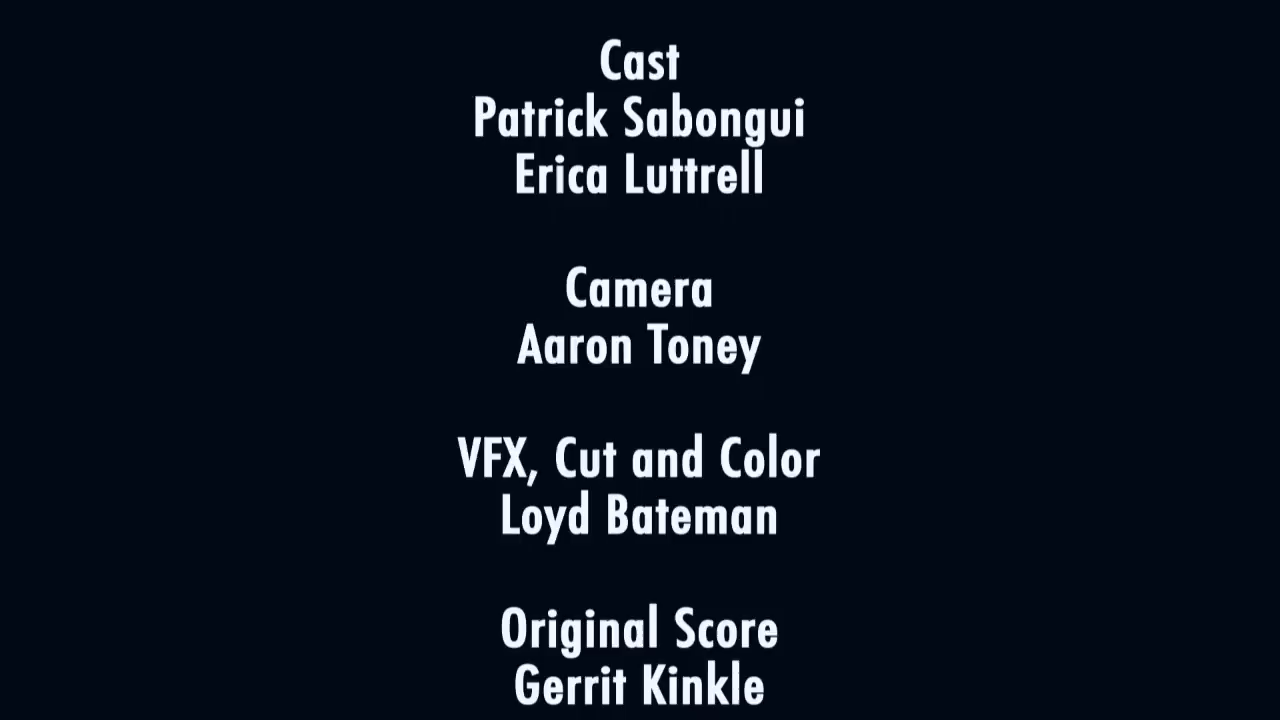 Cast
Patrick Sabongui
Erica Luttrell
Camera
Aaron Toney
VFX, Cut and Color
Loyd Bateman
Original Score
Gerrit Kinkle